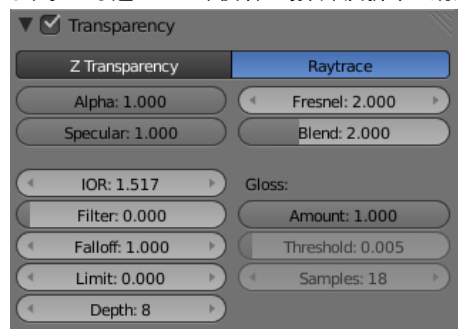 Transparency
Z Transparency Raytrace
Alpha: 1.000 Fresnel: 2.000
Specular: 1.000 Blend: 2.000
IOR: 1.517 Gloss:
Filter: 0.000 Amount: 1.000
Falloff: 1.000 Threshold: 0.005
Limit: 0.000 Samples: 18
Depth: 8